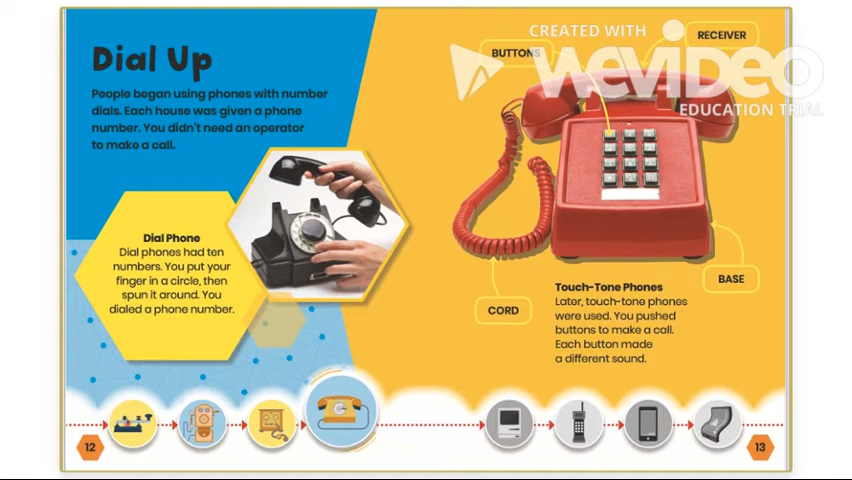 Dial Up
People began using phones with number
dials. Each house was given a phone
number. You didn't need an operator
to make a call.
Dial Phone
Dial phones had ten
numbers. You put your
finger in a circle, then
spun it around. You
dialed a phone number.
12
CREATED WITH
WEVIDEO
EDUCATION TRIAL
BUTTONS
RECEIVER
CORD
BASE
Touch-Tone Phones
Later, touch-tone phones
were used. You pushed
buttons to make a call.
Each button made
a different sound.
13